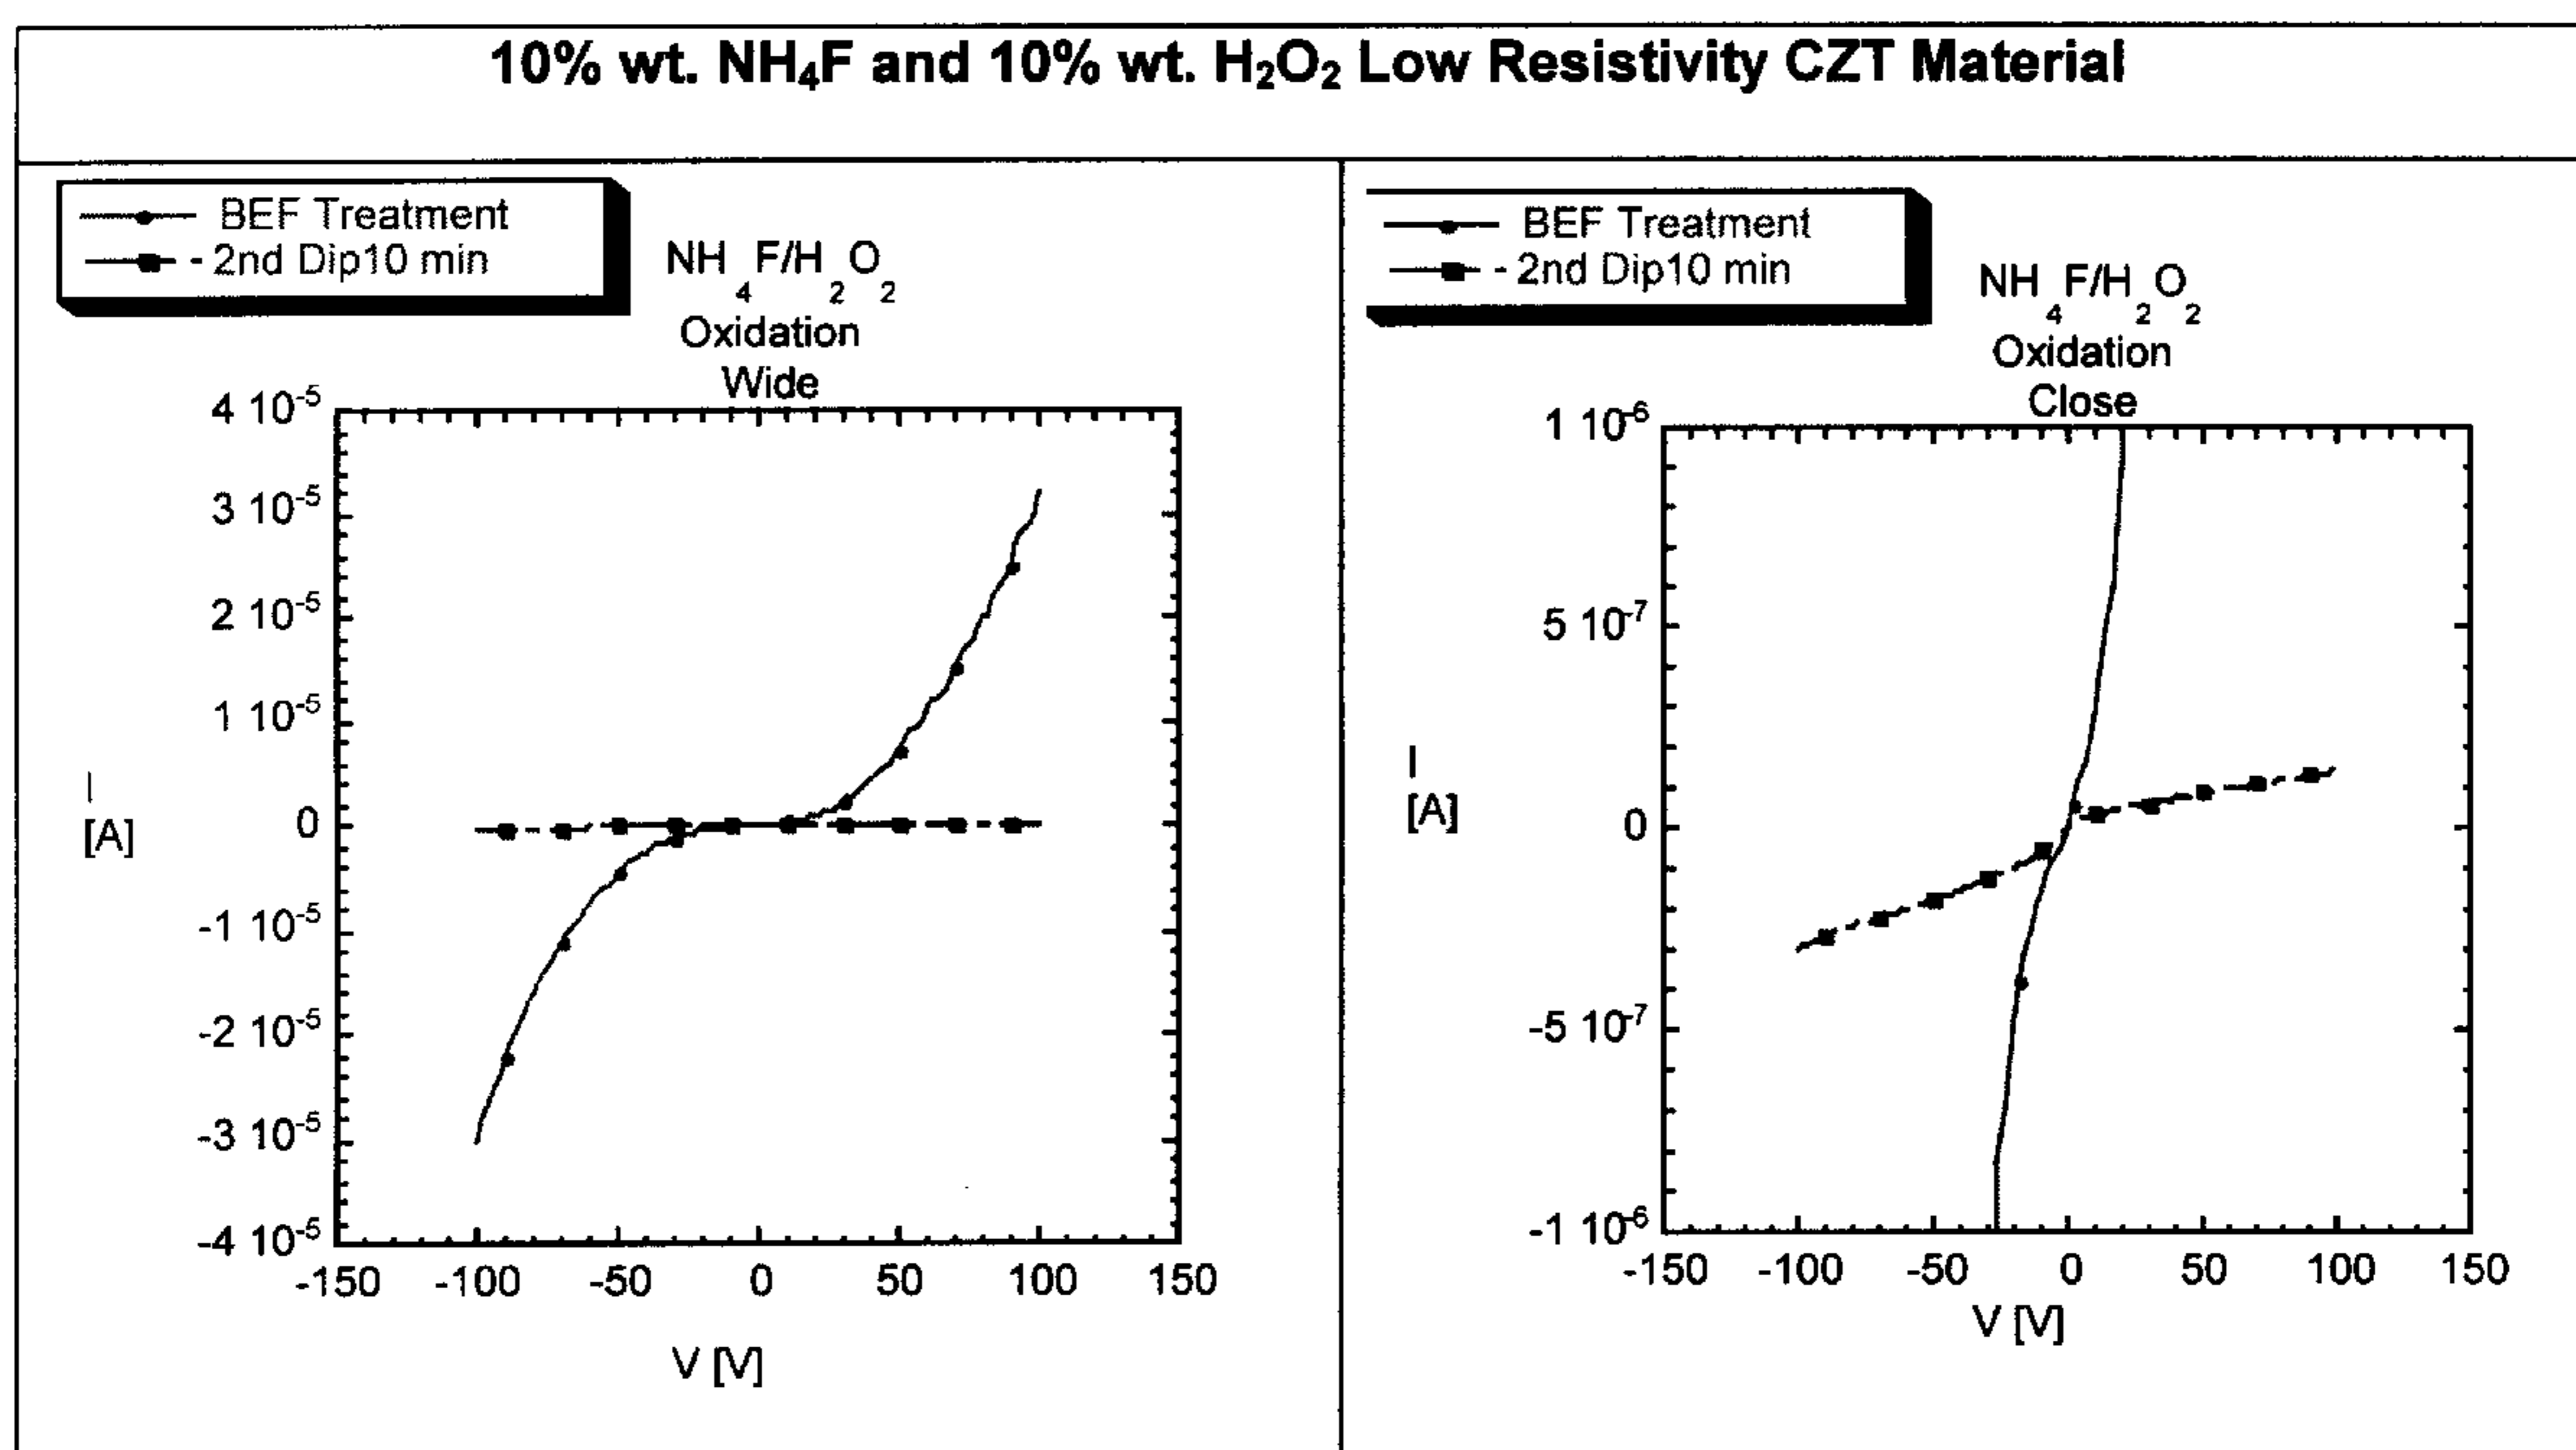 10% wt. NH₄F and 10% wt. H₂O₂ Low Resistivity CZT Material
BEF Treatment
2nd Dip10 min
NH₄F/H₂O₂
Oxidation
Wide
4 10⁻⁵
3 10⁻⁵
2 10⁻⁵
1 10⁻⁵
0
-1 10⁻⁵
-2 10⁻⁵
-3 10⁻⁵
-4 10⁻⁵
I
[A]
-150 -100 -50 0 50 100 150
V [V]
BEF Treatment
2nd Dip10 min
NH₄F/H₂O₂
Oxidation
Close
1 10⁻⁶
5 10⁻⁷
0
-5 10⁻⁷
-1 10⁻⁶
I
[A]
-150 -100 -50 0 50 100 150
V [V]